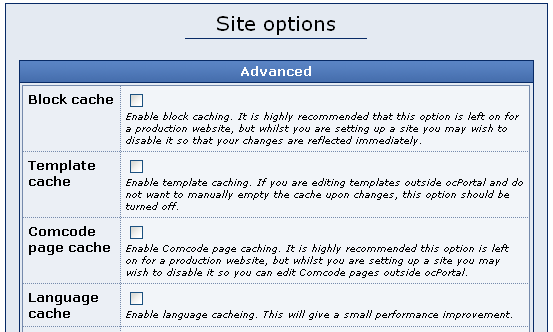 Site options
Advanced
Block cache
Enable block caching. It is highly recommended that this option is left on for
a production website, but whilst you are setting up a site you may wish to
disable it so that your changes are reflected immediately.
Template
cache
Enable template caching. If you are editing templates outside ocPortal and do
not want to manually empty the cache upon changes, this option should be
turned off.
Comcode
page cache
Enable Comcode page caching. It is highly recommended this option is left
on for a production website, but whilst you are setting up a site you may
wish to disable it so you can edit Comcode pages outside ocPortal.
Language
cache
Enable language cacheing. This will give a small performance improvement.